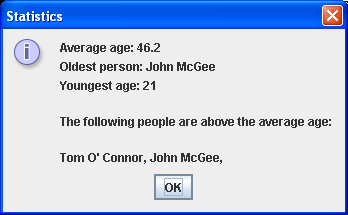 Statistics
Average age: 46.2
Oldest person: John McGee
Youngest age: 21
The following people are above the average age:
Tom O' Connor, John McGee,
OK